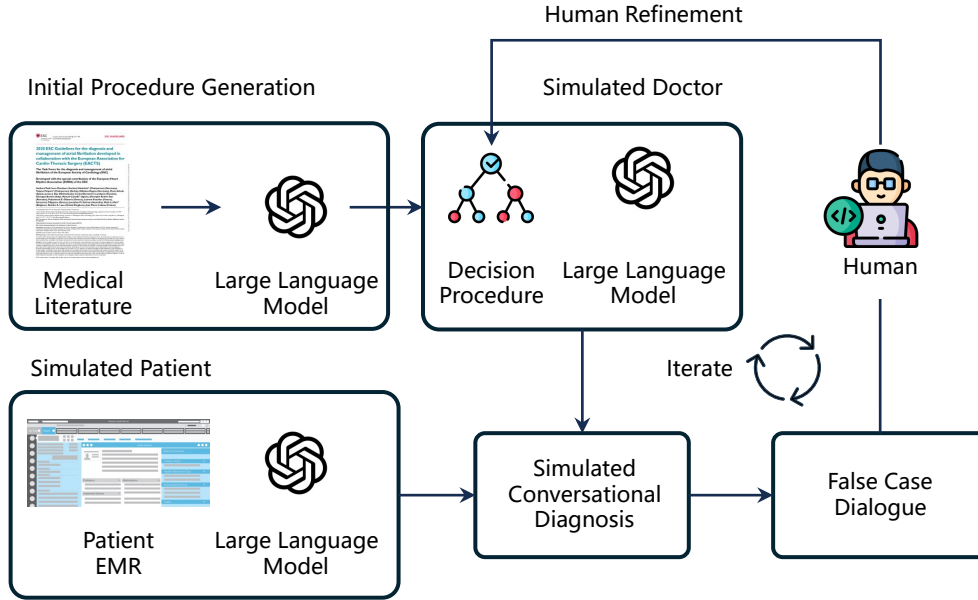 Human Refinement
Initial Procedure Generation
Simulated Doctor
2020 ESC Guidelines for the diagnosis and
management of atrial fibrillation developed in
collaboration with the European Association for
Cardio-Thoracic Surgery (EACTS)
Medical
Literature
Large Language
Model
Decision
Procedure
Large Language
Model
Human
Simulated Patient
Iterate
Patient
EMR
Large Language
Model
Simulated
Conversational
Diagnosis
False Case
Dialogue